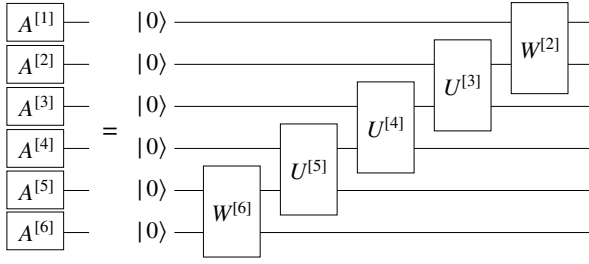 A^{[1]} |0⟩ W^{[2]}
A^{[2]} |0⟩ U^{[3]}
A^{[3]} |0⟩ U^{[4]}
=
A^{[4]} |0⟩ U^{[5]}
A^{[5]} |0⟩ W^{[6]}
A^{[6]} |0⟩